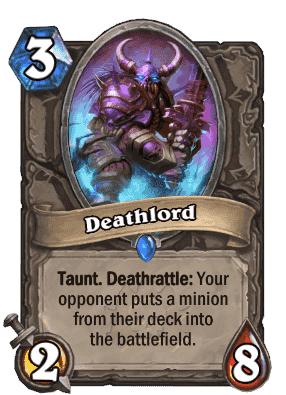 3
Deathlord
Taunt. Deathrattle: Your
opponent puts a minion
from their deck into
the battlefield.
2
8